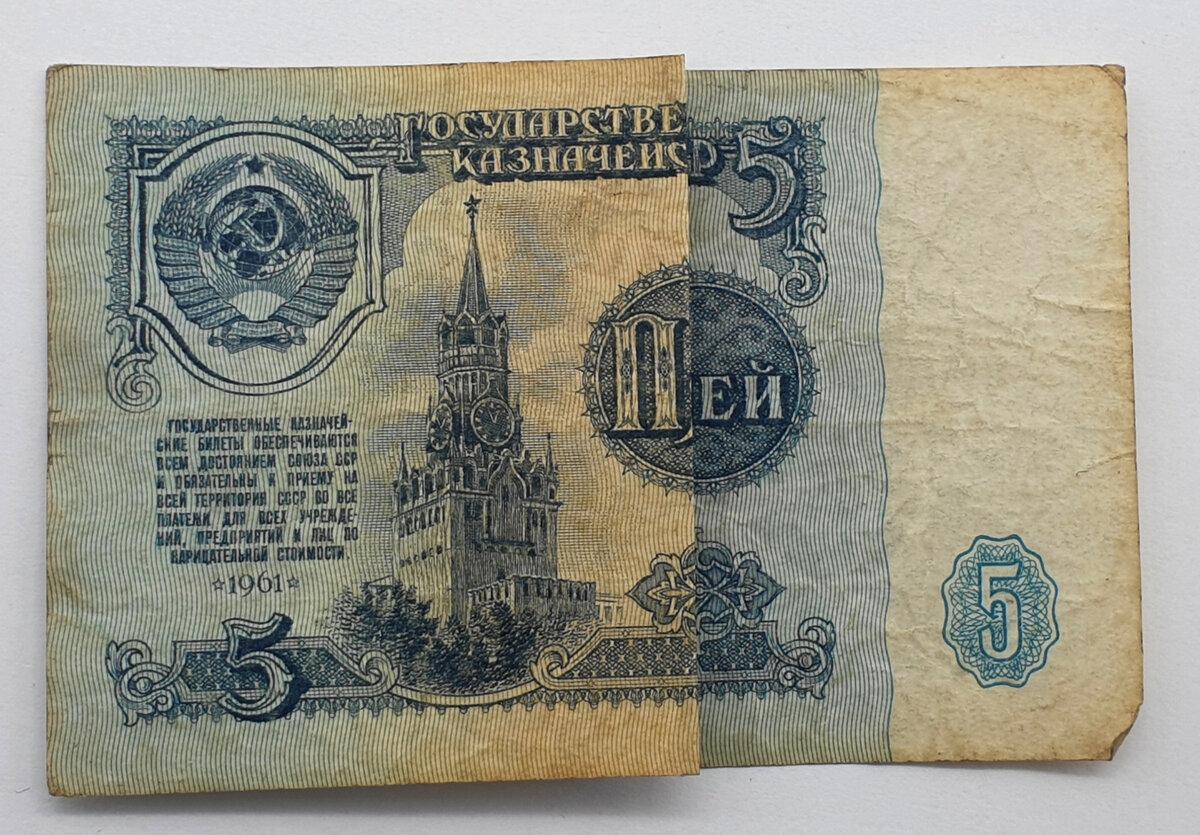 ГОСУДАРСТВЕ
КАЗНАЧЕЙС Р 5
П ЕЙ
ГОСУДАРСТВЕННЫЕ КАЗНАЧЕЙ-
СКИЕ БИЛЕТЫ ОБЕСПЕЧИВАЮТСЯ
ВСЕМ ДОСТОЯНИЕМ СОЮЗА ССР
И ОБЯЗАТЕЛЬНЫ К ПРИЕМУ НА
ВСЕЙ ТЕРРИТОРИИ СССР ВО ВСЕ
ПЛАТЕЖИ ДЛЯ ВСЕХ УЧРЕЖДЕ-
НИЙ, ПРЕДПРИЯТИЙ И ЛИЦ ПО
НАРИЦАТЕЛЬНОЙ СТОИМОСТИ
☆1961☆
5
5